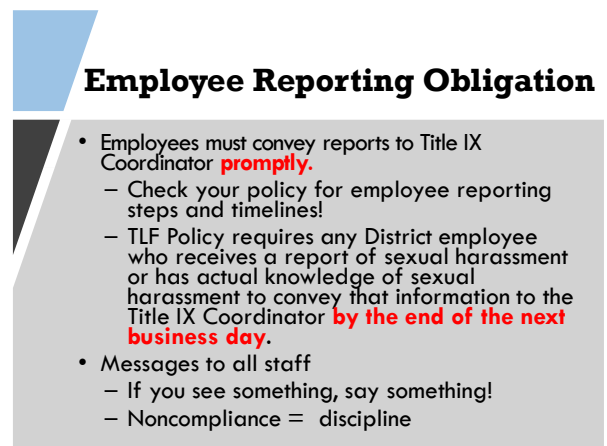 Employee Reporting Obligation
• Employees must convey reports to Title IX
Coordinator promptly.
– Check your policy for employee reporting
steps and timelines!
– TLF Policy requires any District employee
who receives a report of sexual harassment
or has actual knowledge of sexual
harassment to convey that information to the
Title IX Coordinator by the end of the next
business day.
• Messages to all staff
– If you see something, say something!
– Noncompliance = discipline